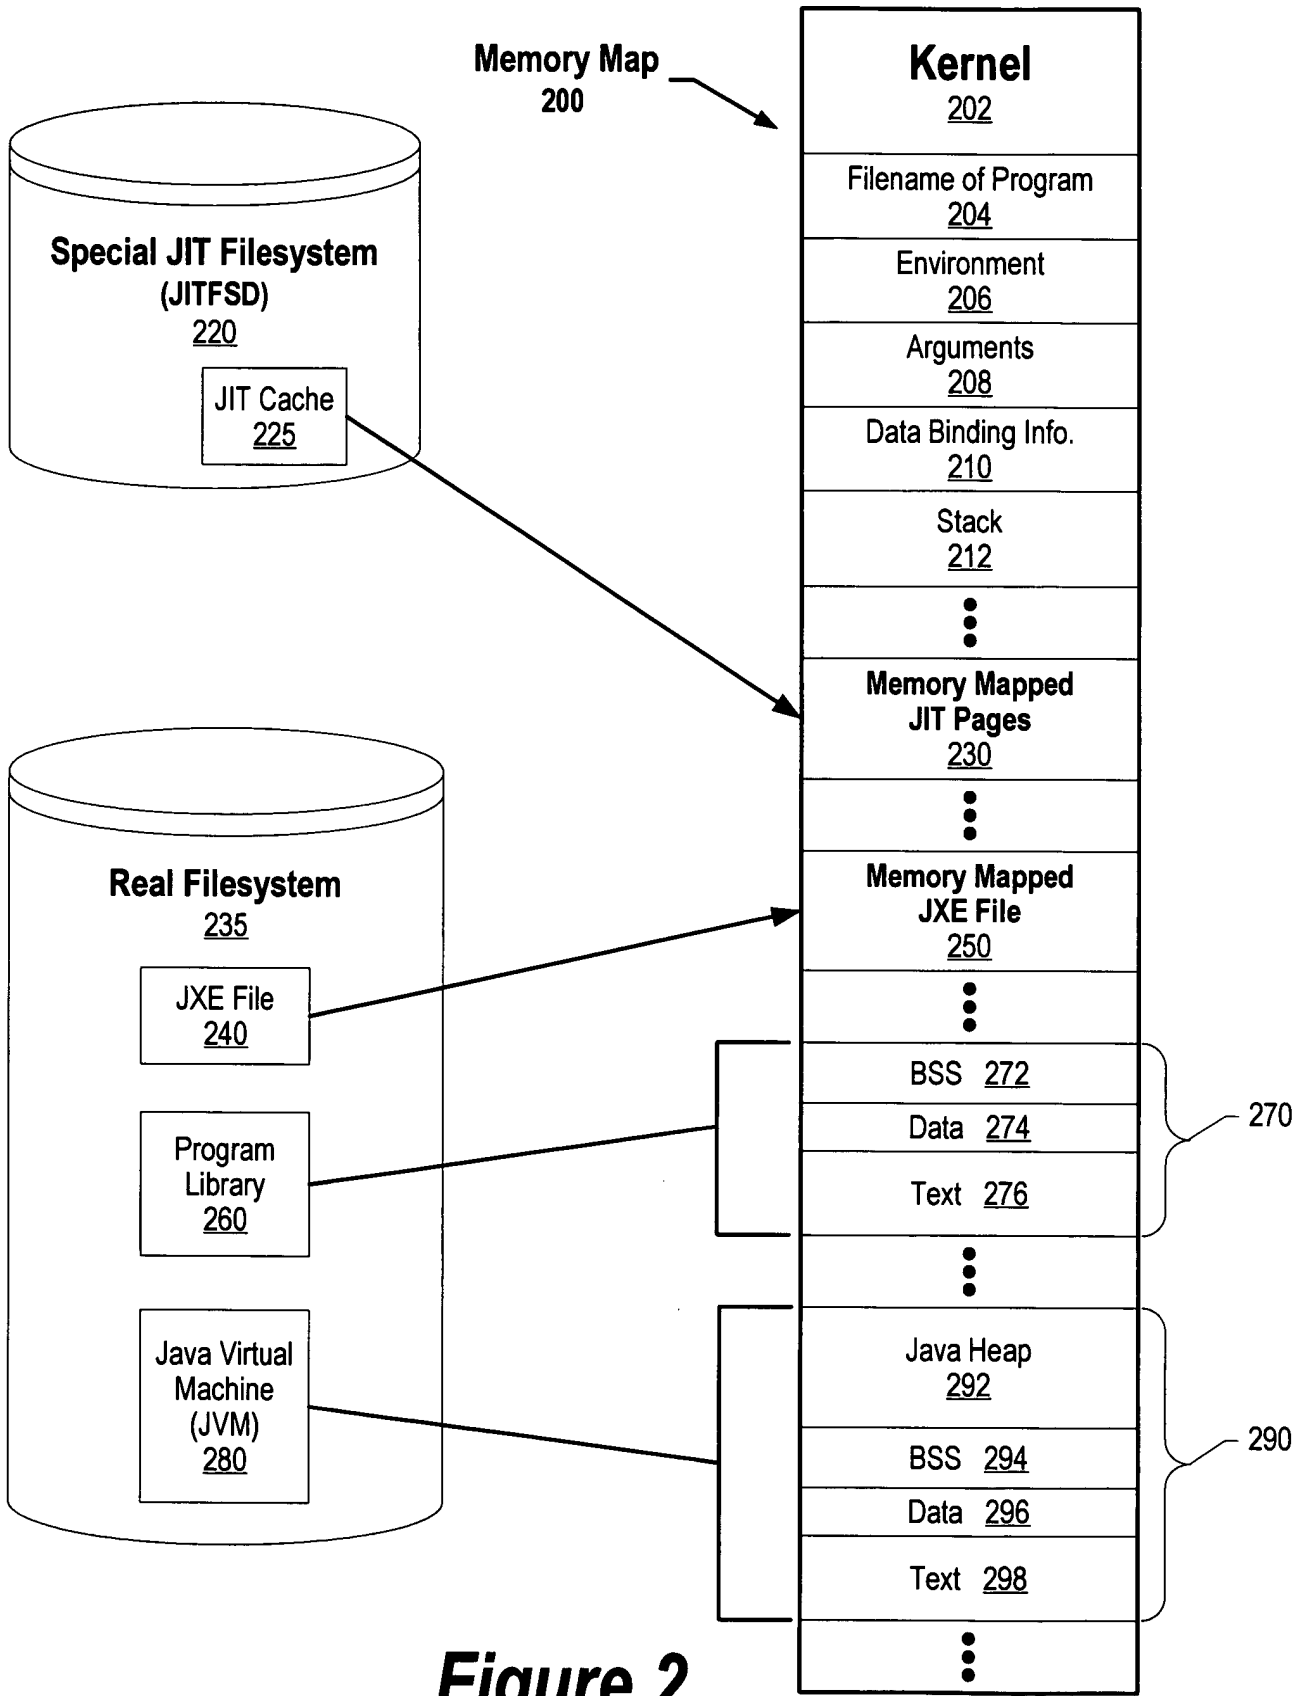 Memory Map
200
Special JIT Filesystem
(JITFSD)
220
JIT Cache
225
Real Filesystem
235
JXE File
240
Program
Library
260
Java Virtual
Machine
(JVM)
280
Kernel
202
Filename of Program
204
Environment
206
Arguments
208
Data Binding Info.
210
Stack
212
Memory Mapped
JIT Pages
230
Memory Mapped
JXE File
250
BSS 272
Data 274
Text 276
270
Java Heap
292
BSS 294
Data 296
Text 298
290
Figure 2